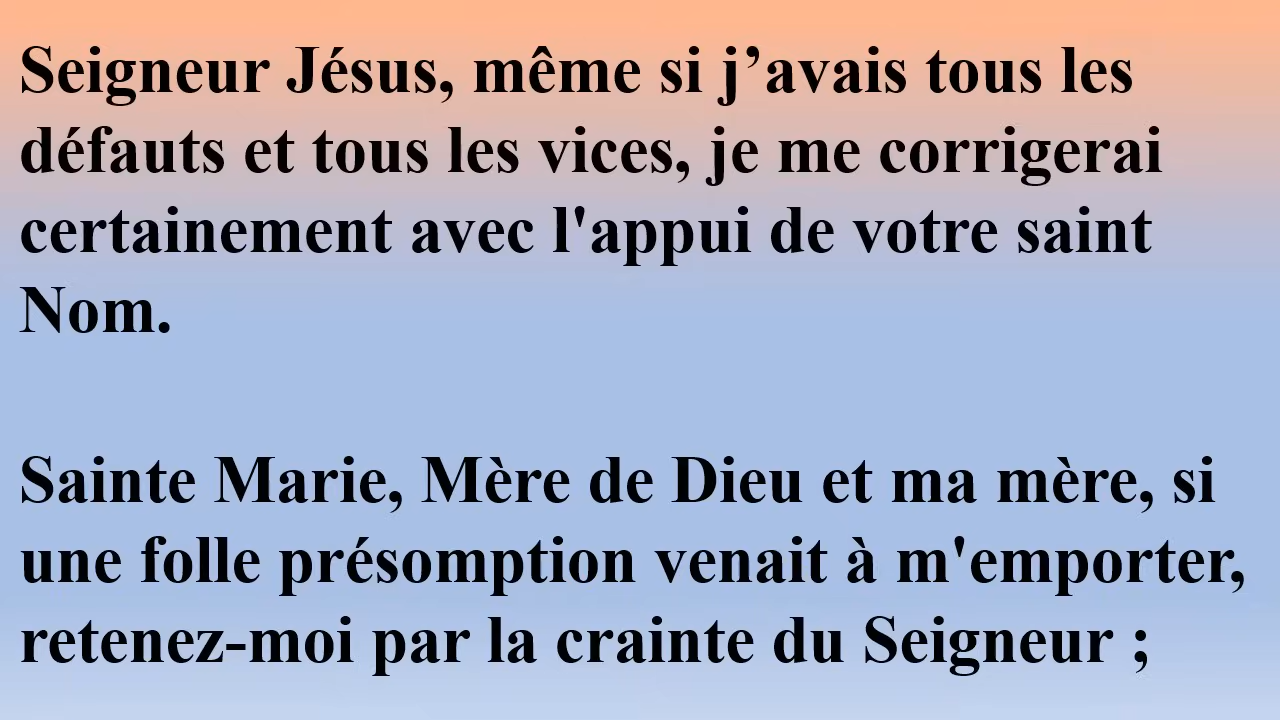 Seigneur Jésus, même si j’avais tous les
défauts et tous les vices, je me corrigerai
certainement avec l'appui de votre saint
Nom.
Sainte Marie, Mère de Dieu et ma mère, si
une folle présomption venait à m'emporter,
retenez-moi par la crainte du Seigneur ;